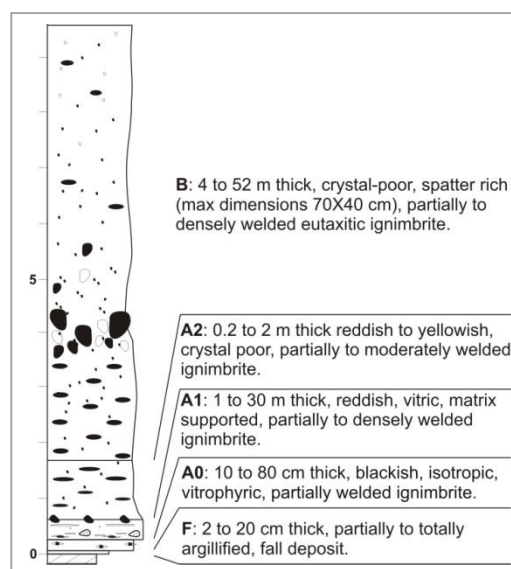 B: 4 to 52 m thick, crystal-poor, spatter rich
(max dimensions 70X40 cm), partially to
densely welded eutaxitic ignimbrite.
5
A2: 0.2 to 2 m thick reddish to yellowish,
crystal poor, partially to moderately welded
ignimbrite.
A1: 1 to 30 m thick, reddish, vitric, matrix
supported, partially to densely welded
ignimbrite.
A0: 10 to 80 cm thick, blackish, isotropic,
vitrophyric, partially welded ignimbrite.
F: 2 to 20 cm thick, partially to totally
argillified, fall deposit.
0